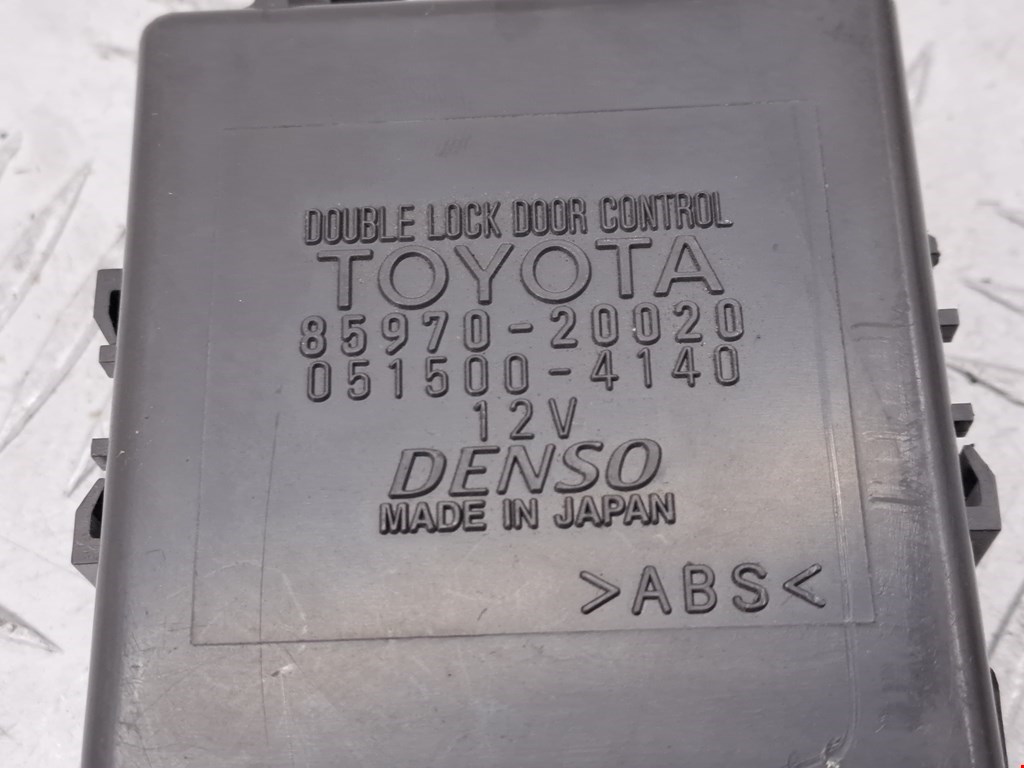 DOUBLE LOCK DOOR CONTROL
TOYOTA
85970-20020
051500-4140
12V
DENSO
MADE IN JAPAN
>ABS<